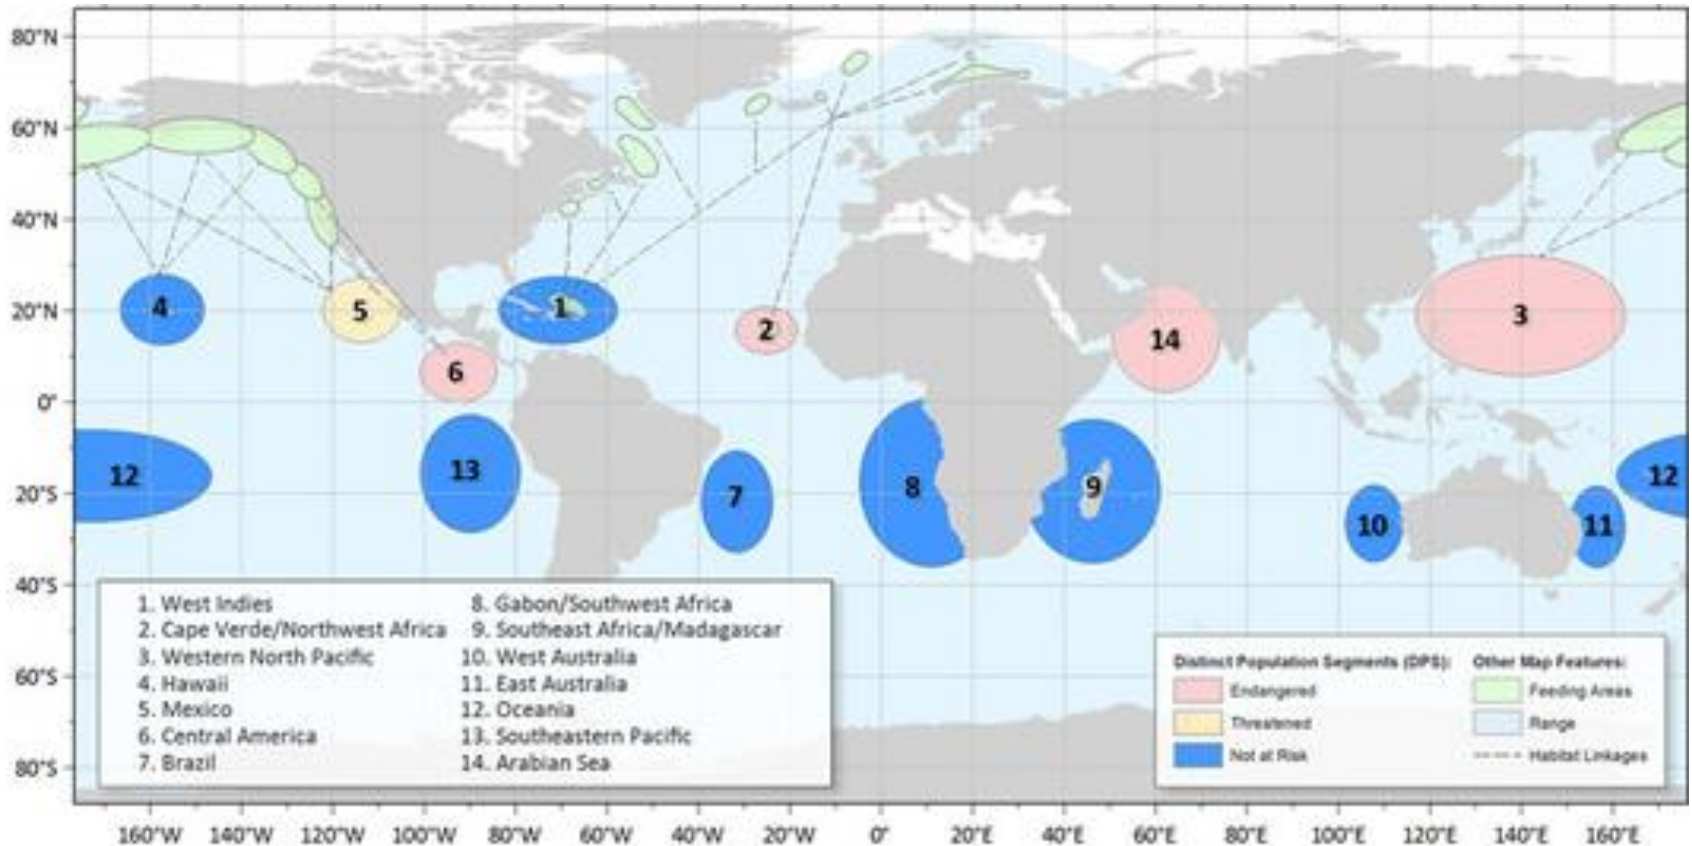 80°N
60°N
40°N
20°N
0°
20°S
40°S
60°S
80°S
4
5
6
1
2
14
3
12
13
7
8
9
10
11
12
1. West Indies
2. Cape Verde/Northwest Africa
3. Western North Pacific
4. Hawaii
5. Mexico
6. Central America
7. Brazil
8. Gabon/Southwest Africa
9. Southeast Africa/Madagascar
10. West Australia
11. East Australia
12. Oceania
13. Southeastern Pacific
14. Arabian Sea
Distinct Population Segments (DPS):
Endangered
Threatened
Not at Risk
Other Map Features:
Feeding Areas
Range
Habitat Linkages
160°W 140°W 120°W 100°W 80°W 60°W 40°W 20°W 0° 20°E 40°E 60°E 80°E 100°E 120°E 140°E 160°E